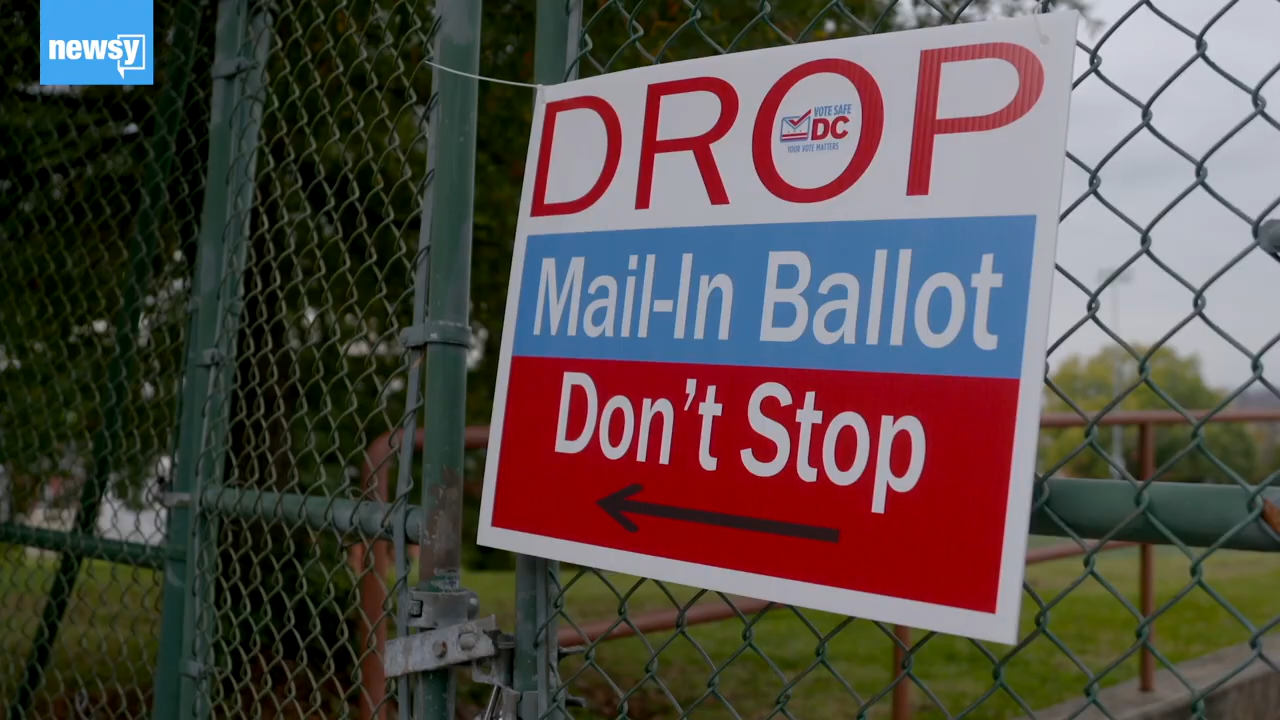 newsy
DROP
VOTE SAFE
DC
YOUR VOTE MATTERS
Mail-In Ballot
Don't Stop